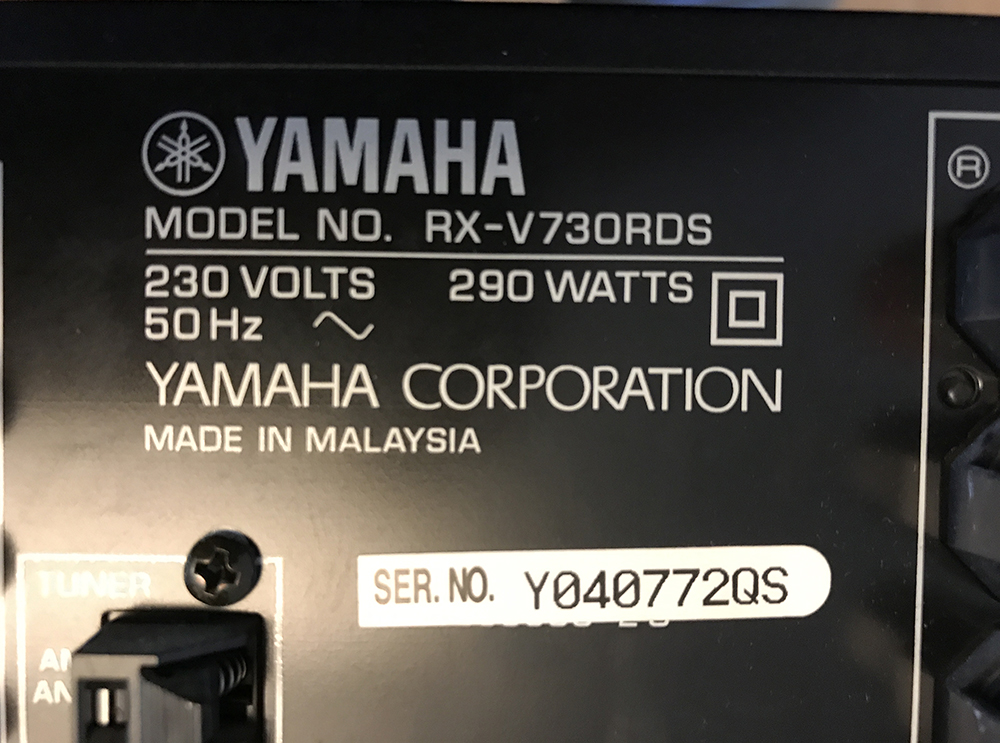 YAMAHA
MODEL NO. RX-V730RDS
230 VOLTS 290 WATTS
50 Hz
YAMAHA CORPORATION
MADE IN MALAYSIA
®
TUNER
SER. NO. Y040772QS